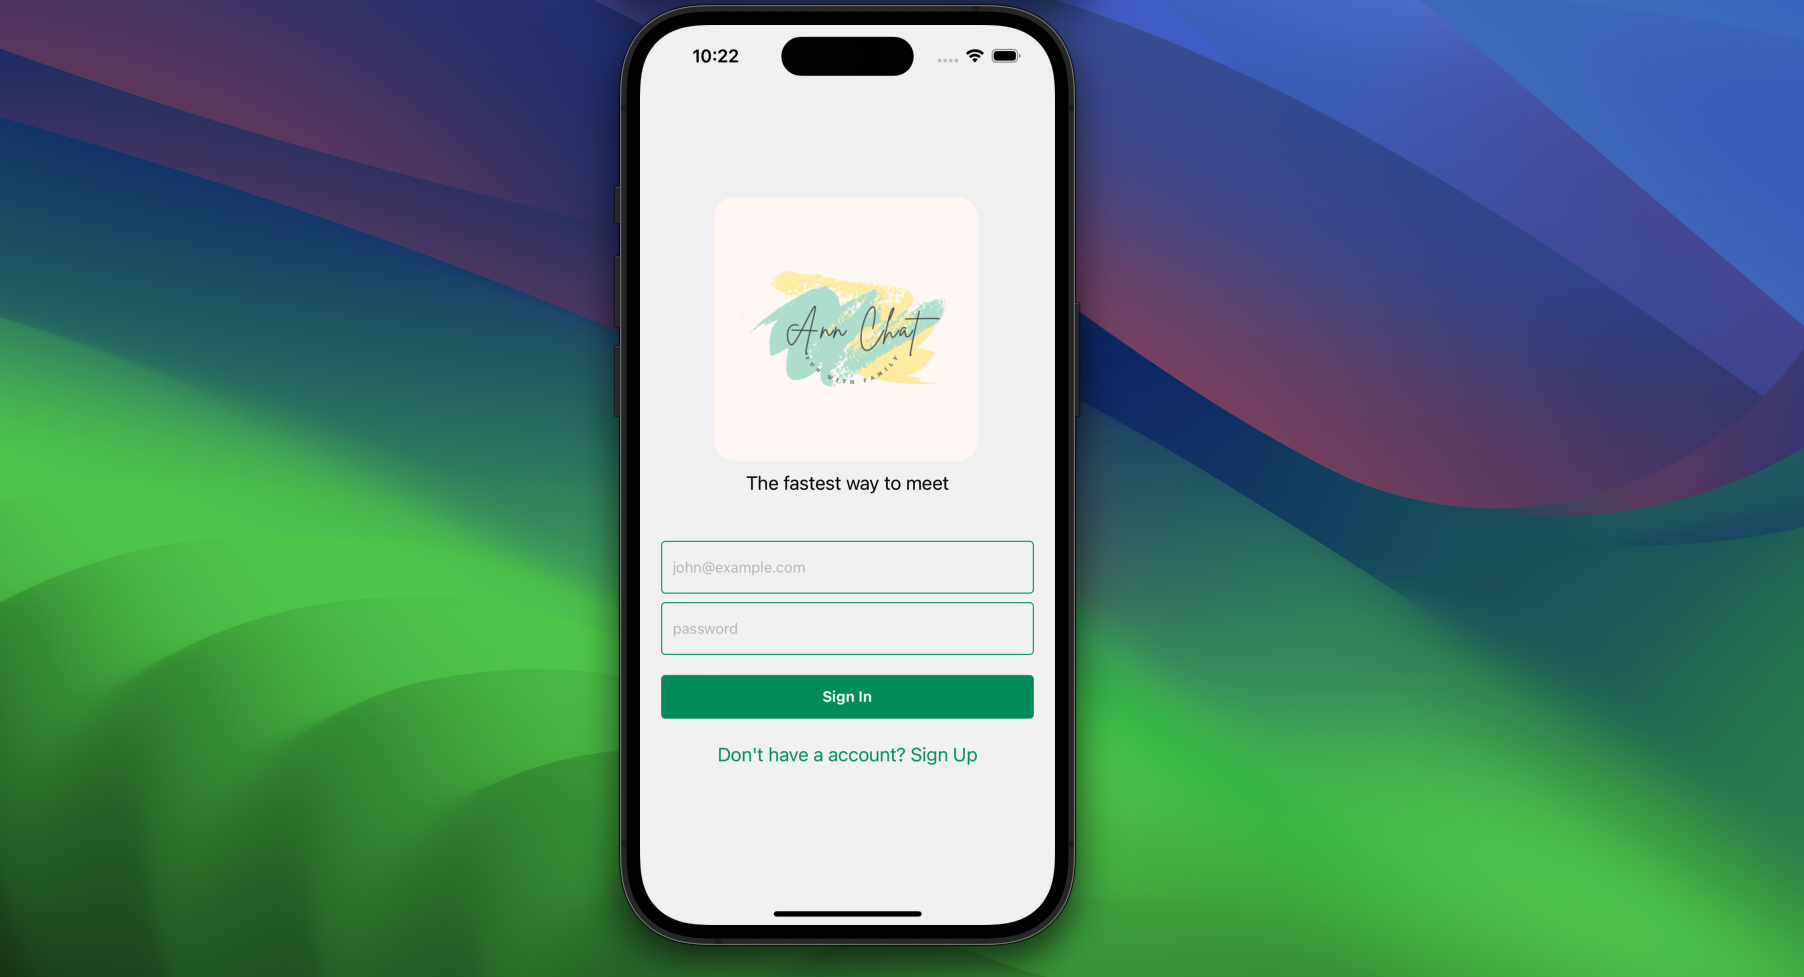 10:22
Ann Chat
FUN WITH FAMILY
The fastest way to meet
john@example.com
password
Sign In
Don't have a account? Sign Up